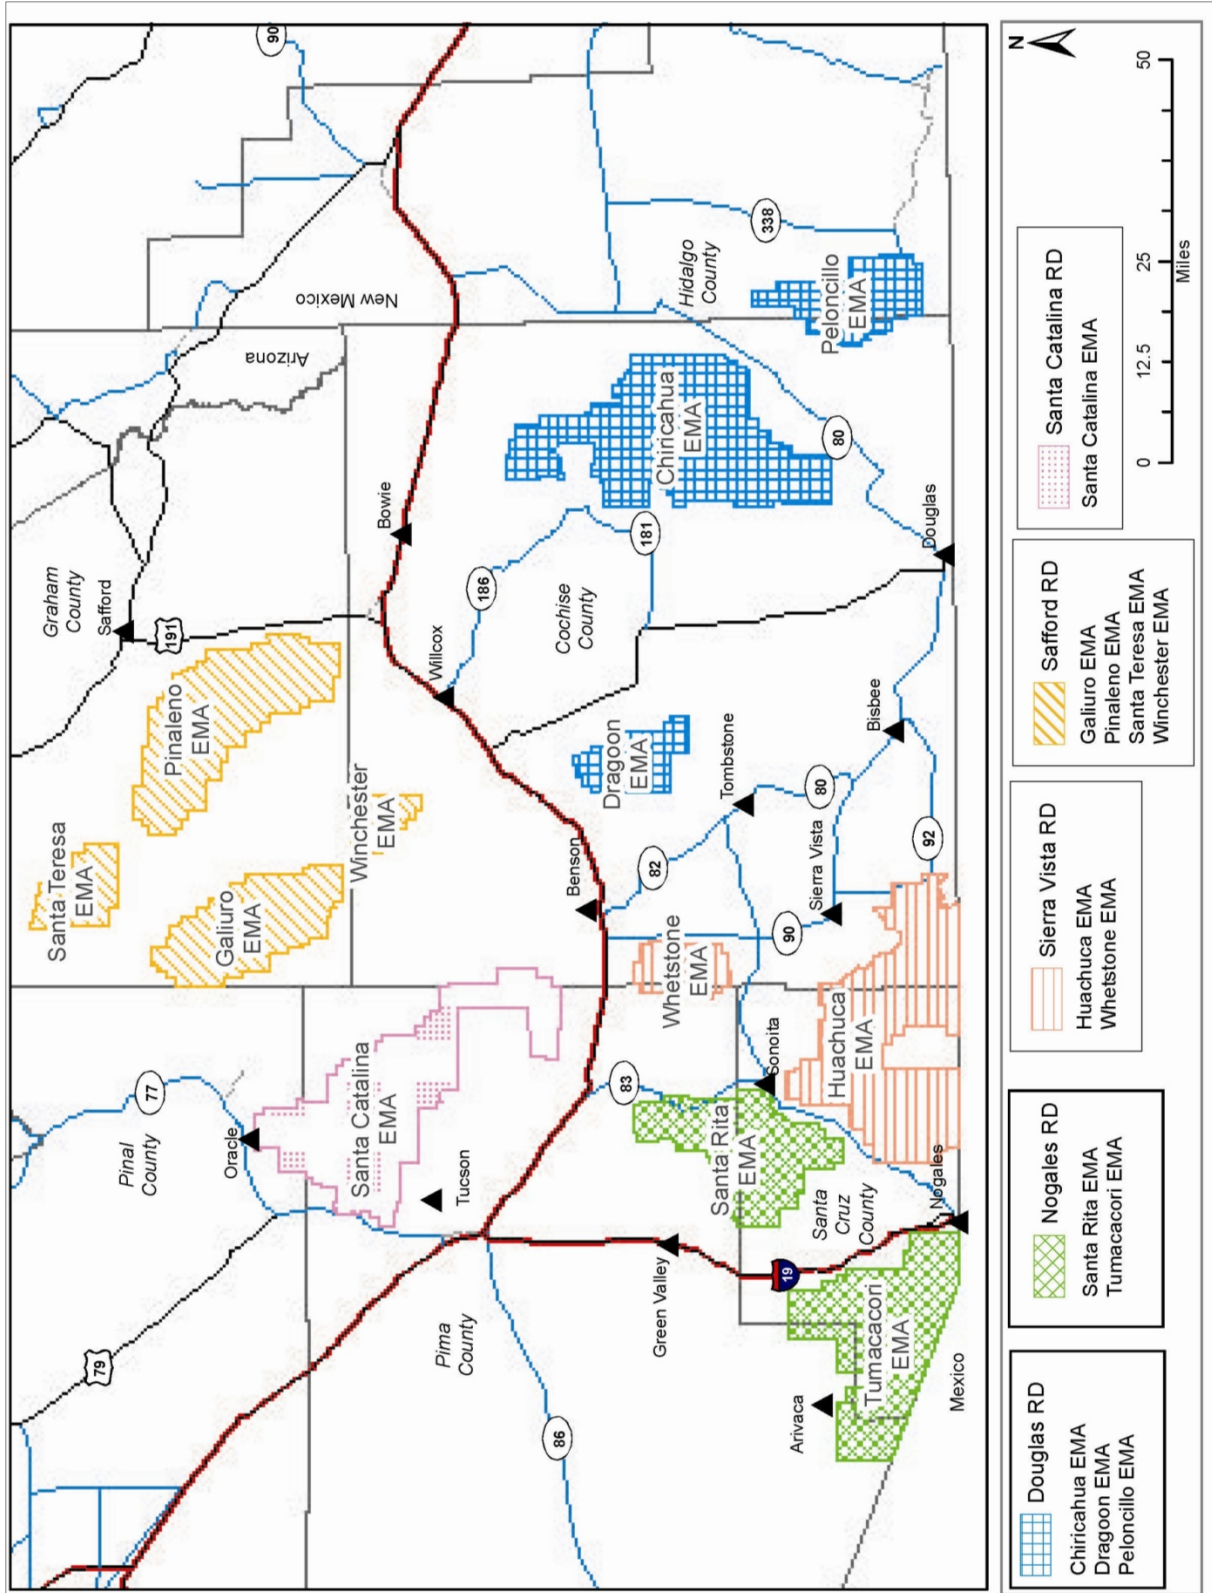 79
Pinal
County
77
Oracle
Santa Teresa
EMA
Galiuro
EMA
Pinaleno
EMA
Graham
County
Safford
191
Arizona
New Mexico
90
Santa Catalina
EMA
Tucson
Winchester
EMA
Willcox
Bowie
Pima
County
86
Green Valley
Benson
186
83
Whetstone
EMA
82
Dragoon
EMA
Cochise
County
181
Chiricahua
EMA
Hidalgo
County
338
Santa Rita
EMA
Sonoita
90
Tombstone
80
Sierra Vista
Arivaca
19
Santa
Cruz
County
Tumacacori
EMA
Huachuca
EMA
Peloncillo
EMA
80
Nogales
92
Bisbee
Douglas
Mexico
Douglas RD
Chiricahua EMA
Dragoon EMA
Peloncillo EMA
Nogales RD
Santa Rita EMA
Tumacacori EMA
Sierra Vista RD
Huachuca EMA
Whetstone EMA
Safford RD
Galiuro EMA
Pinaleno EMA
Santa Teresa EMA
Winchester EMA
Santa Catalina RD
Santa Catalina EMA
N
0 12.5 25 50
Miles